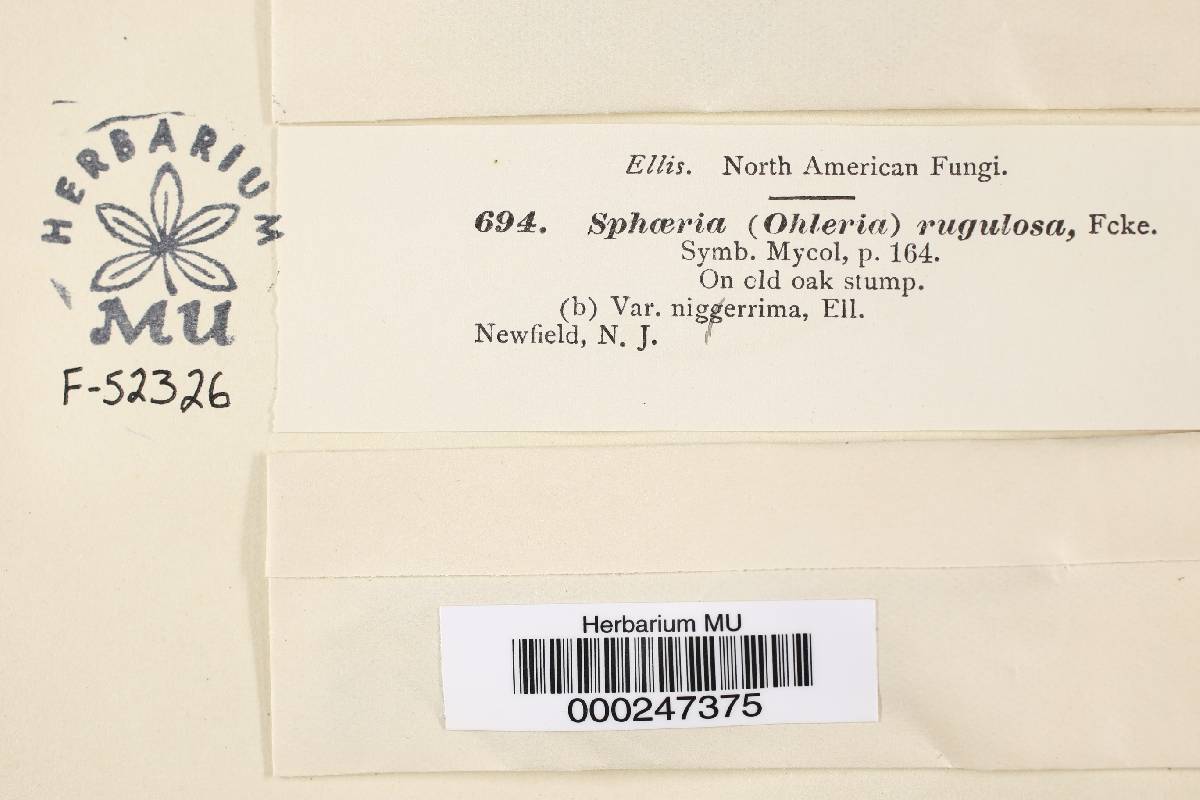 HERBARIUM
MU
F-52326
Ellis. North American Fungi.
694. Sphæria (Ohleria) rugulosa, Fcke.
Symb. Mycol, p. 164.
On old oak stump.
(b) Var. niggerrima, Ell.
Newfield, N. J.
Herbarium MU
000247375